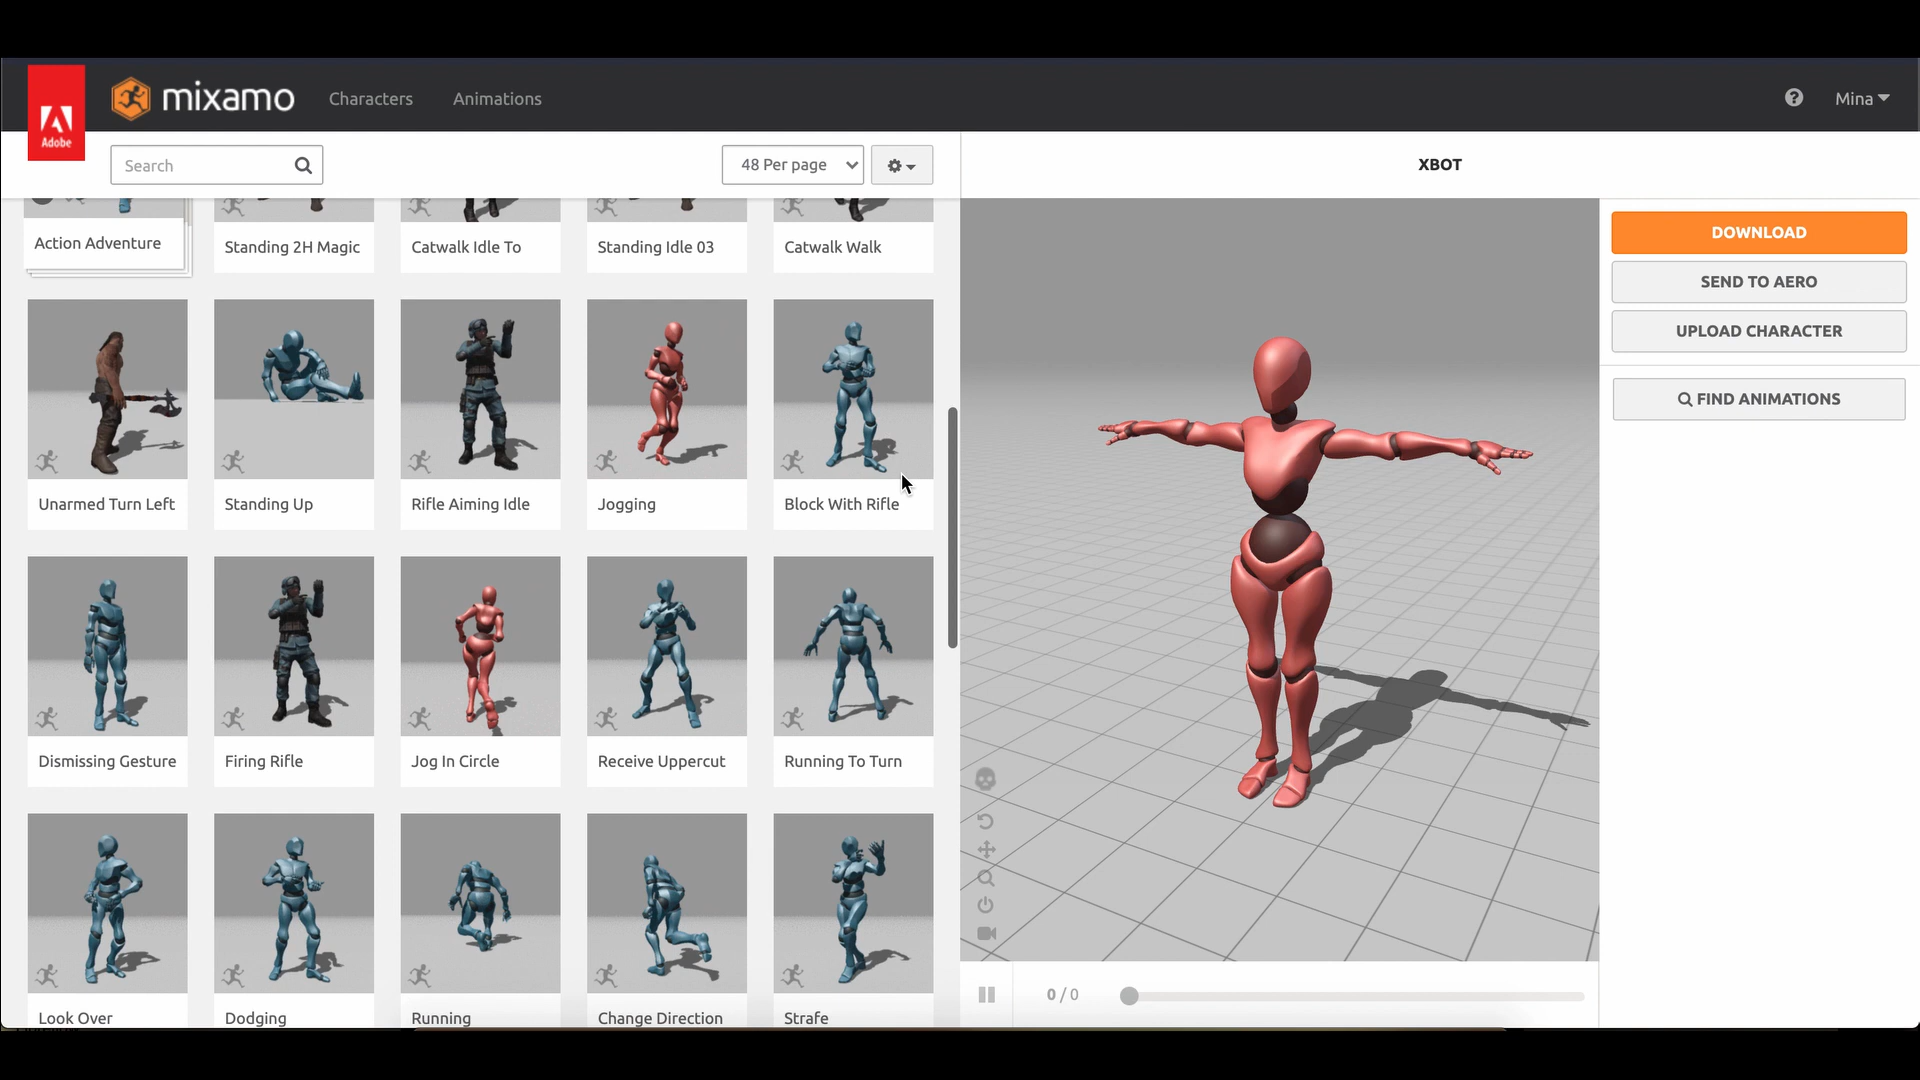 Adobe
mixamo
Characters
Animations
Mina
Search
48 Per page
XBOT
Action Adventure
Standing 2H Magic
Catwalk Idle To
Standing Idle 03
Catwalk Walk
DOWNLOAD
SEND TO AERO
UPLOAD CHARACTER
FIND ANIMATIONS
Unarmed Turn Left
Standing Up
Rifle Aiming Idle
Jogging
Block With Rifle
Dismissing Gesture
Firing Rifle
Jog In Circle
Receive Uppercut
Running To Turn
Look Over
Dodging
Running
Change Direction
Strafe
0 / 0